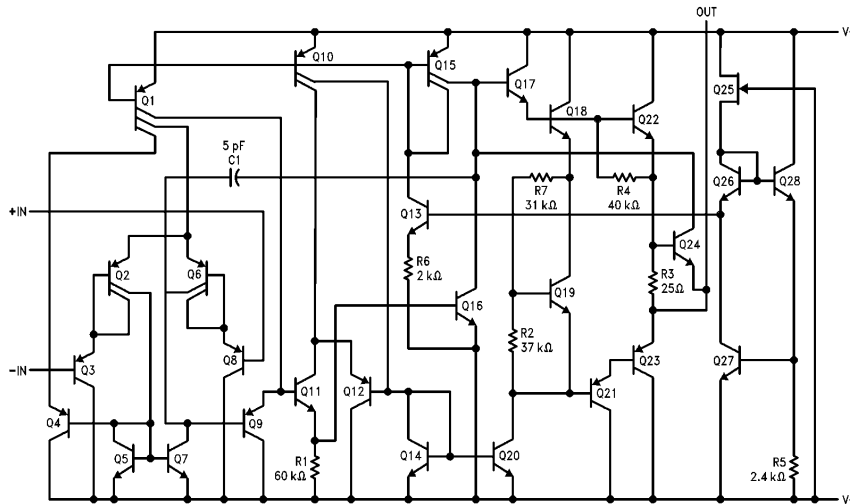 OUT
V
Q10
Q15
Q1
Q17
Q18
Q22
Q25
5 pF
C1
Q26
Q28
R7
31 kΩ
R4
40 kΩ
+IN
Q13
Q24
Q2
Q6
R6
2 kΩ
R3
25Ω
Q16
Q19
R2
37 kΩ
Q3
Q8
Q23
Q27
-IN
Q11
Q12
Q21
Q4
Q9
Q5
Q7
R1
60 kΩ
Q14
Q20
R5
2.4 kΩ
V